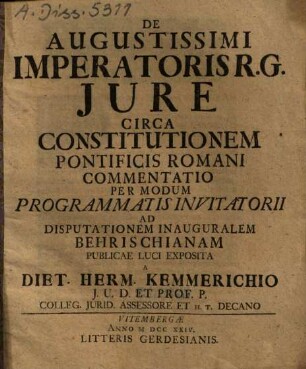 A. Diss. 5311
DE
AUGUSTISSIMI
IMPERATORIS R.G.
JURE
CIRCA
CONSTITUTIONEM
PONTIFICIS ROMANI
COMMENTATIO
PER MODUM
PROGRAMMATIS INVITATORII
AD
DISPUTATIONEM INAUGURALEM
BEHRISCHIANAM
PUBLICAE LUCI EXPOSITA
A
DIET. HERM. KEMMERICHIO
J. U. D. ET PROF. P.
COLLEG. JURID. ASSESSORE ET H. T. DECANO
VITEMBERGÆ
ANNO M DCC XXIV.
LITTERIS GERDESIANIS.